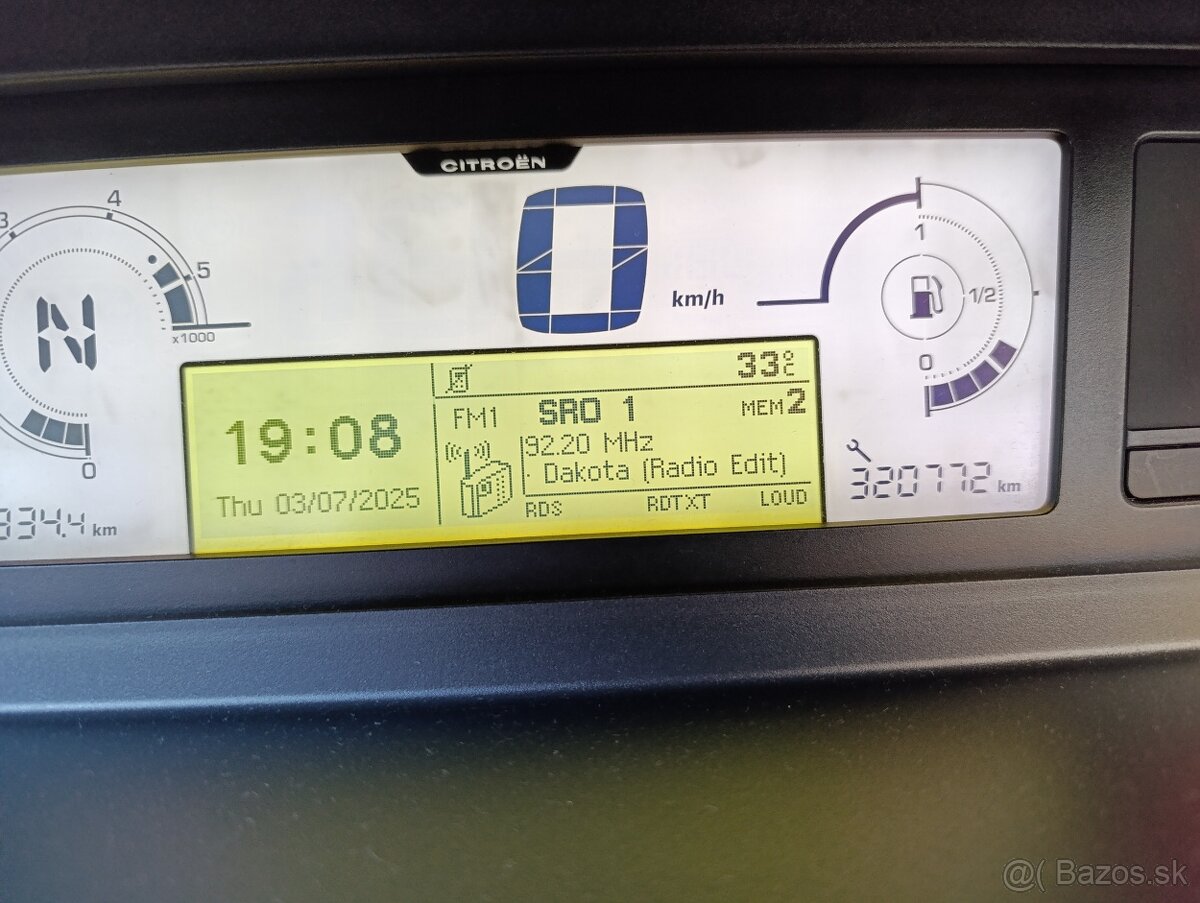 CITROËN
3
4
5
x1000
N
0
0
km/h
1
1/2
0
33°C
19:08
Thu 03/07/2025
FM1
SRO 1
MEM2
92.20 MHz
. Dakota (Radio Edit)
RDS RDTXT LOUD
334.4 km
320772 km
@( Bazos.sk